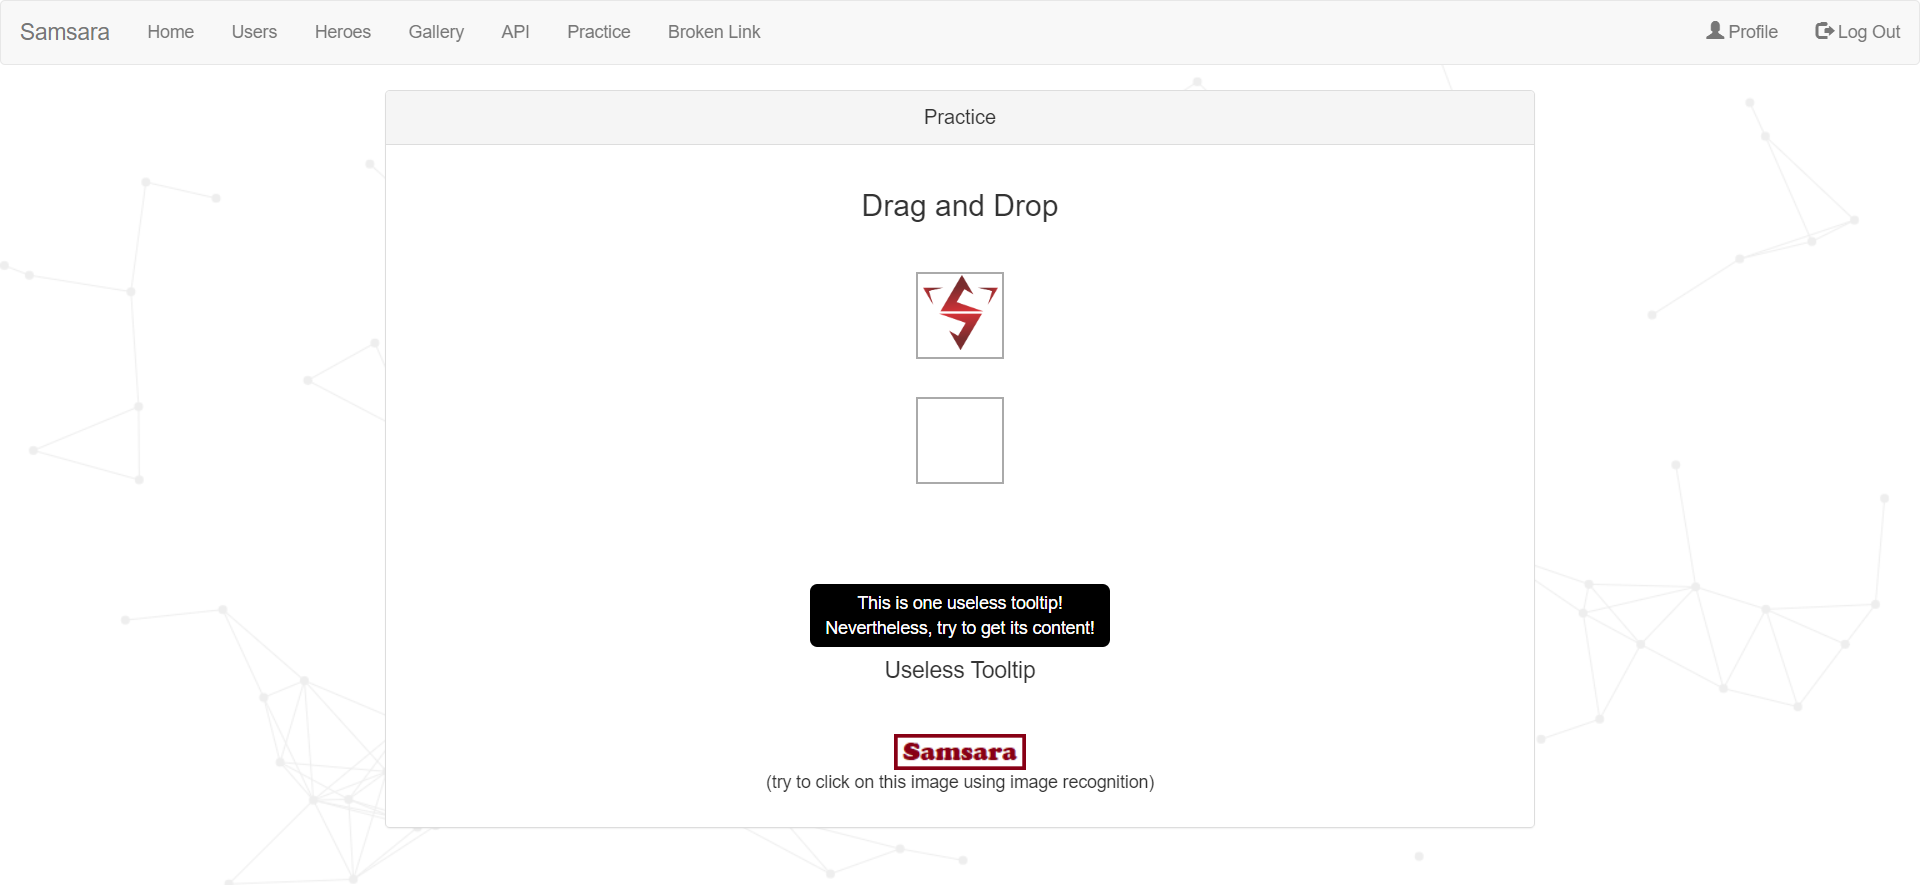 Samsara Home Users Heroes Gallery API Practice Broken Link Profile Log Out
Practice
Drag and Drop
This is one useless tooltip!
Nevertheless, try to get its content!
Useless Tooltip
Samsara
(try to click on this image using image recognition)